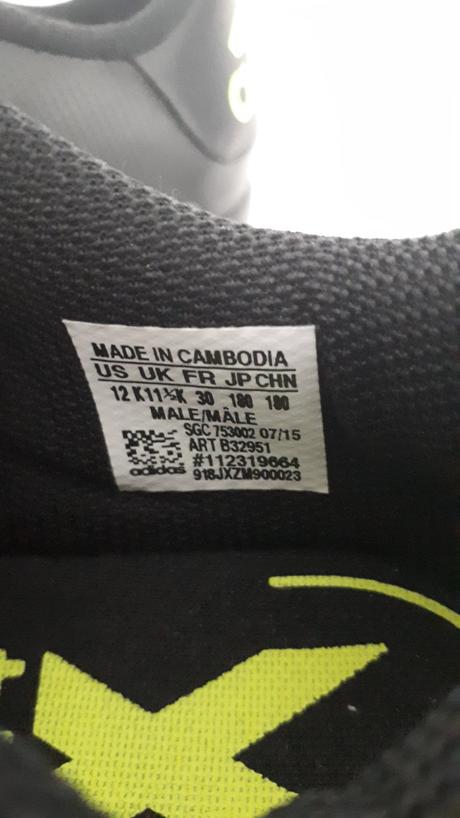 MADE IN CAMBODIA
US UK FR JP CHN
12 K 11½K 30 180 180
MALE/MÂLE
SGC 753002 07/15
ART B32951
#112319664
adidas
918JXZM900023
X